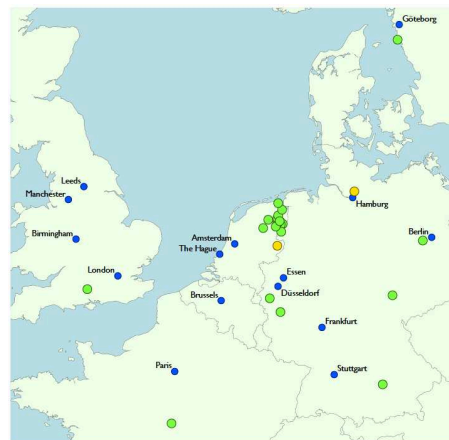 Göteborg
Leeds
Manchester
Hamburg
Birmingham
Berlin
Amsterdam
The Hague
London
Essen
Düsseldorf
Brussels
Frankfurt
Paris
Stuttgart